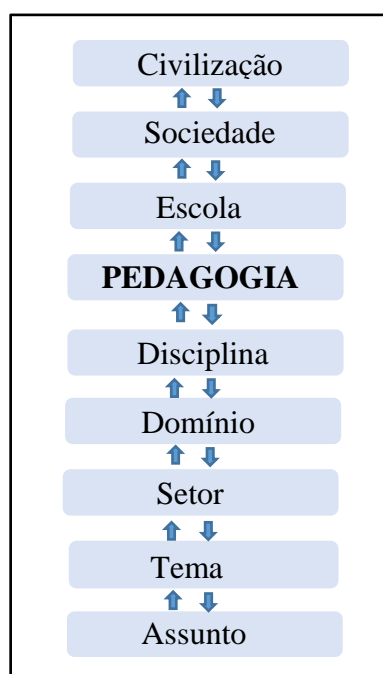 Civilização
Sociedade
Escola
PEDAGOGIA
Disciplina
Domínio
Setor
Tema
Assunto